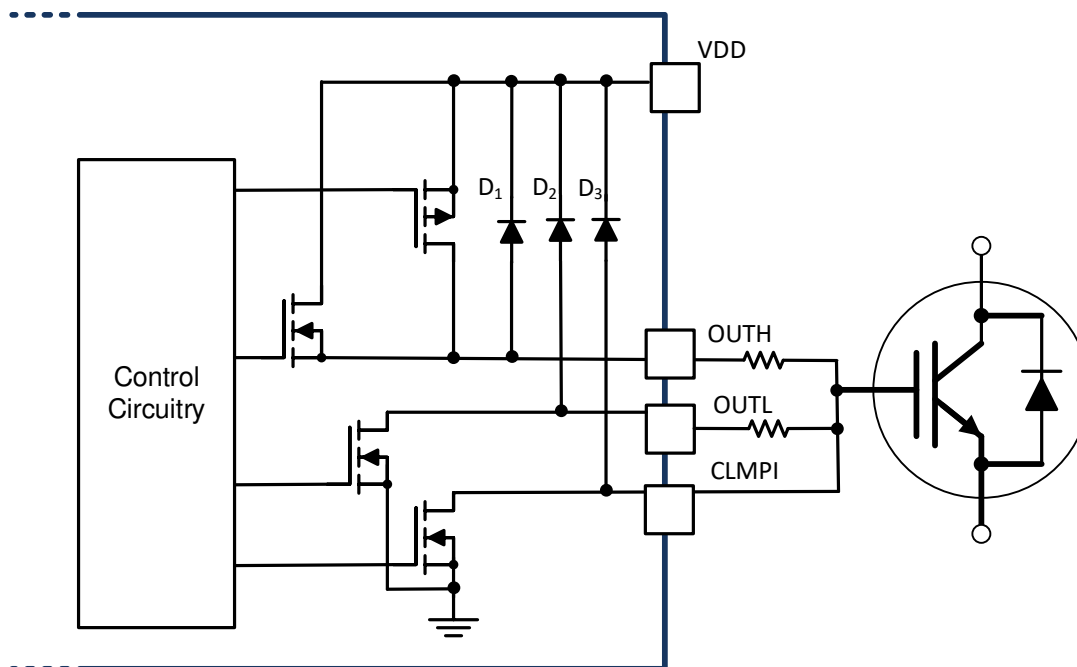 VDD
D₁ D₂ D₃
OUTH
Control
Circuitry
OUTL
CLMPI